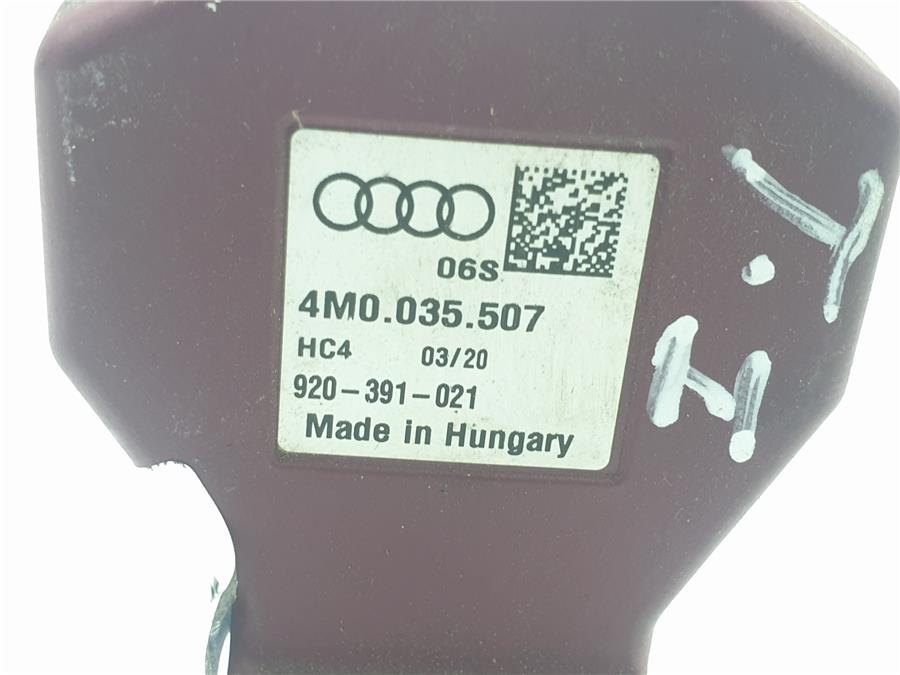 06S
4M0.035.507
HC4 03/20
920-391-021
Made in Hungary